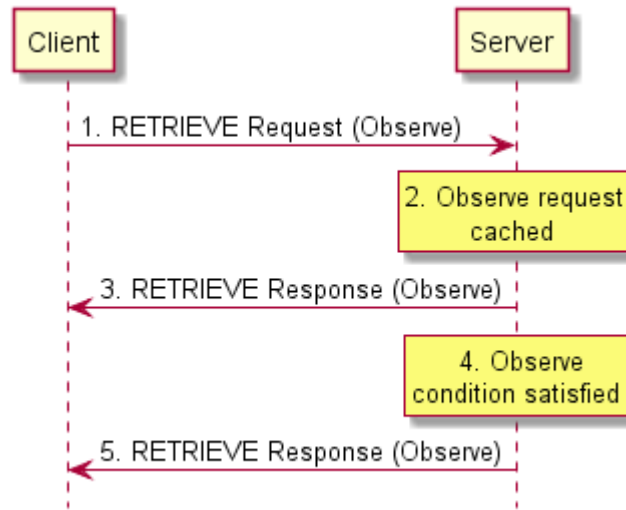 Client
Server
1. RETRIEVE Request (Observe)
2. Observe request
cached
3. RETRIEVE Response (Observe)
4. Observe
condition satisfied
5. RETRIEVE Response (Observe)